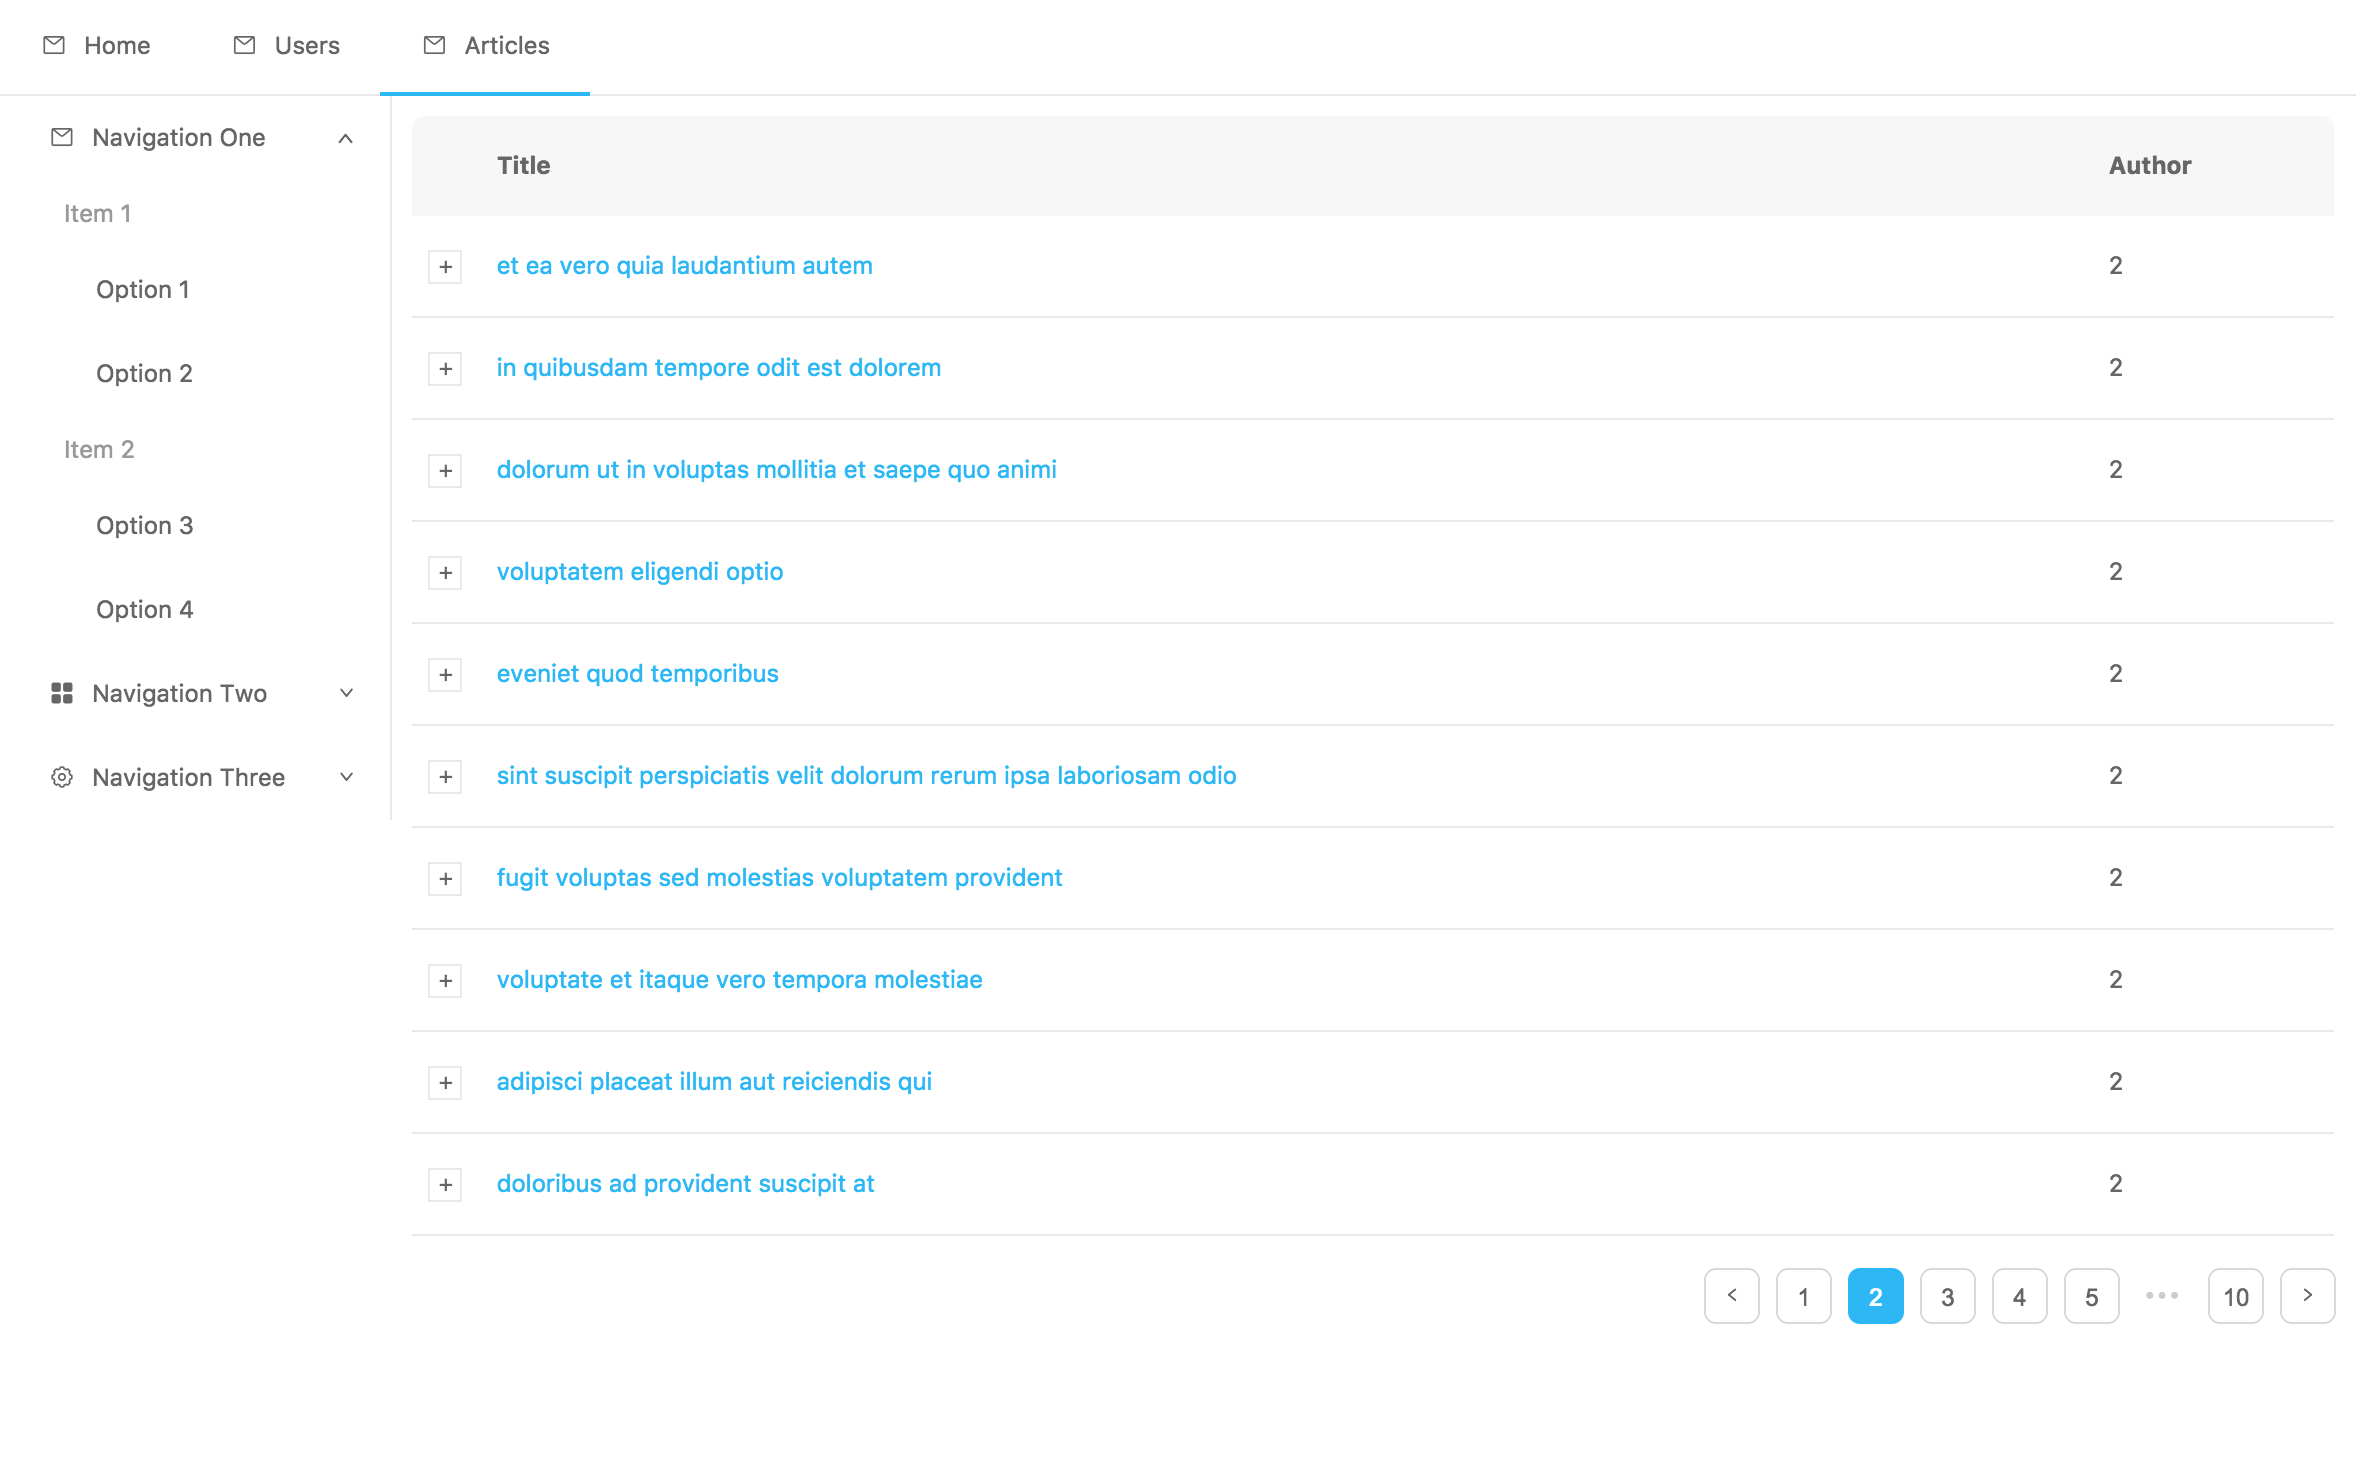 Home Users Articles
Navigation One
Item 1
Option 1
Option 2
Item 2
Option 3
Option 4
Navigation Two
Navigation Three
Title Author
et ea vero quia laudantium autem 2
in quibusdam tempore odit est dolorem 2
dolorum ut in voluptas mollitia et saepe quo animi 2
voluptatem eligendi optio 2
eveniet quod temporibus 2
sint suscipit perspiciatis velit dolorum rerum ipsa laboriosam odio 2
fugit voluptas sed molestias voluptatem provident 2
voluptate et itaque vero tempora molestiae 2
adipisci placeat illum aut reiciendis qui 2
doloribus ad provident suscipit at 2
< 1 2 3 4 5 ••• 10 >